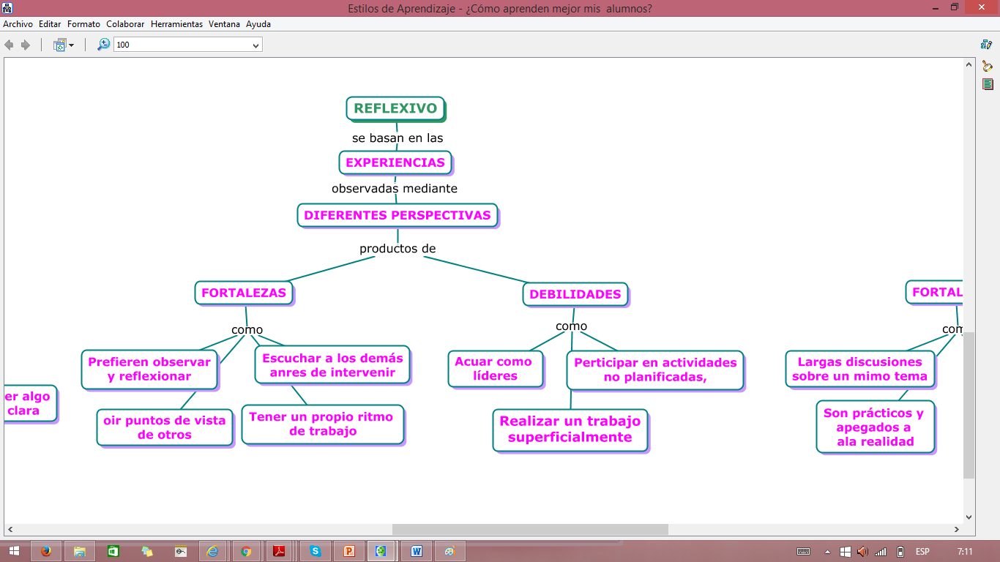 Estilos de Aprendizaje - ¿Cómo aprenden mejor mis alumnos?
Archivo Editar Formato Colaborar Herramientas Ventana Ayuda
100
REFLEXIVO
se basan en las
EXPERIENCIAS
observadas mediante
DIFERENTES PERSPECTIVAS
productos de
FORTALEZAS
como
Prefieren observar
y reflexionar
Escuchar a los demás
anres de intervenir
oir puntos de vista
de otros
Tener un propio ritmo
de trabajo
DEBILIDADES
como
Acuar como
líderes
Perticipar en actividades
no planificadas,
Realizar un trabajo
superficialmente
er algo
clara
FORTAL
com
Largas discusiones
sobre un mimo tema
Son prácticos y
apegados a
ala realidad
ESP
7:11